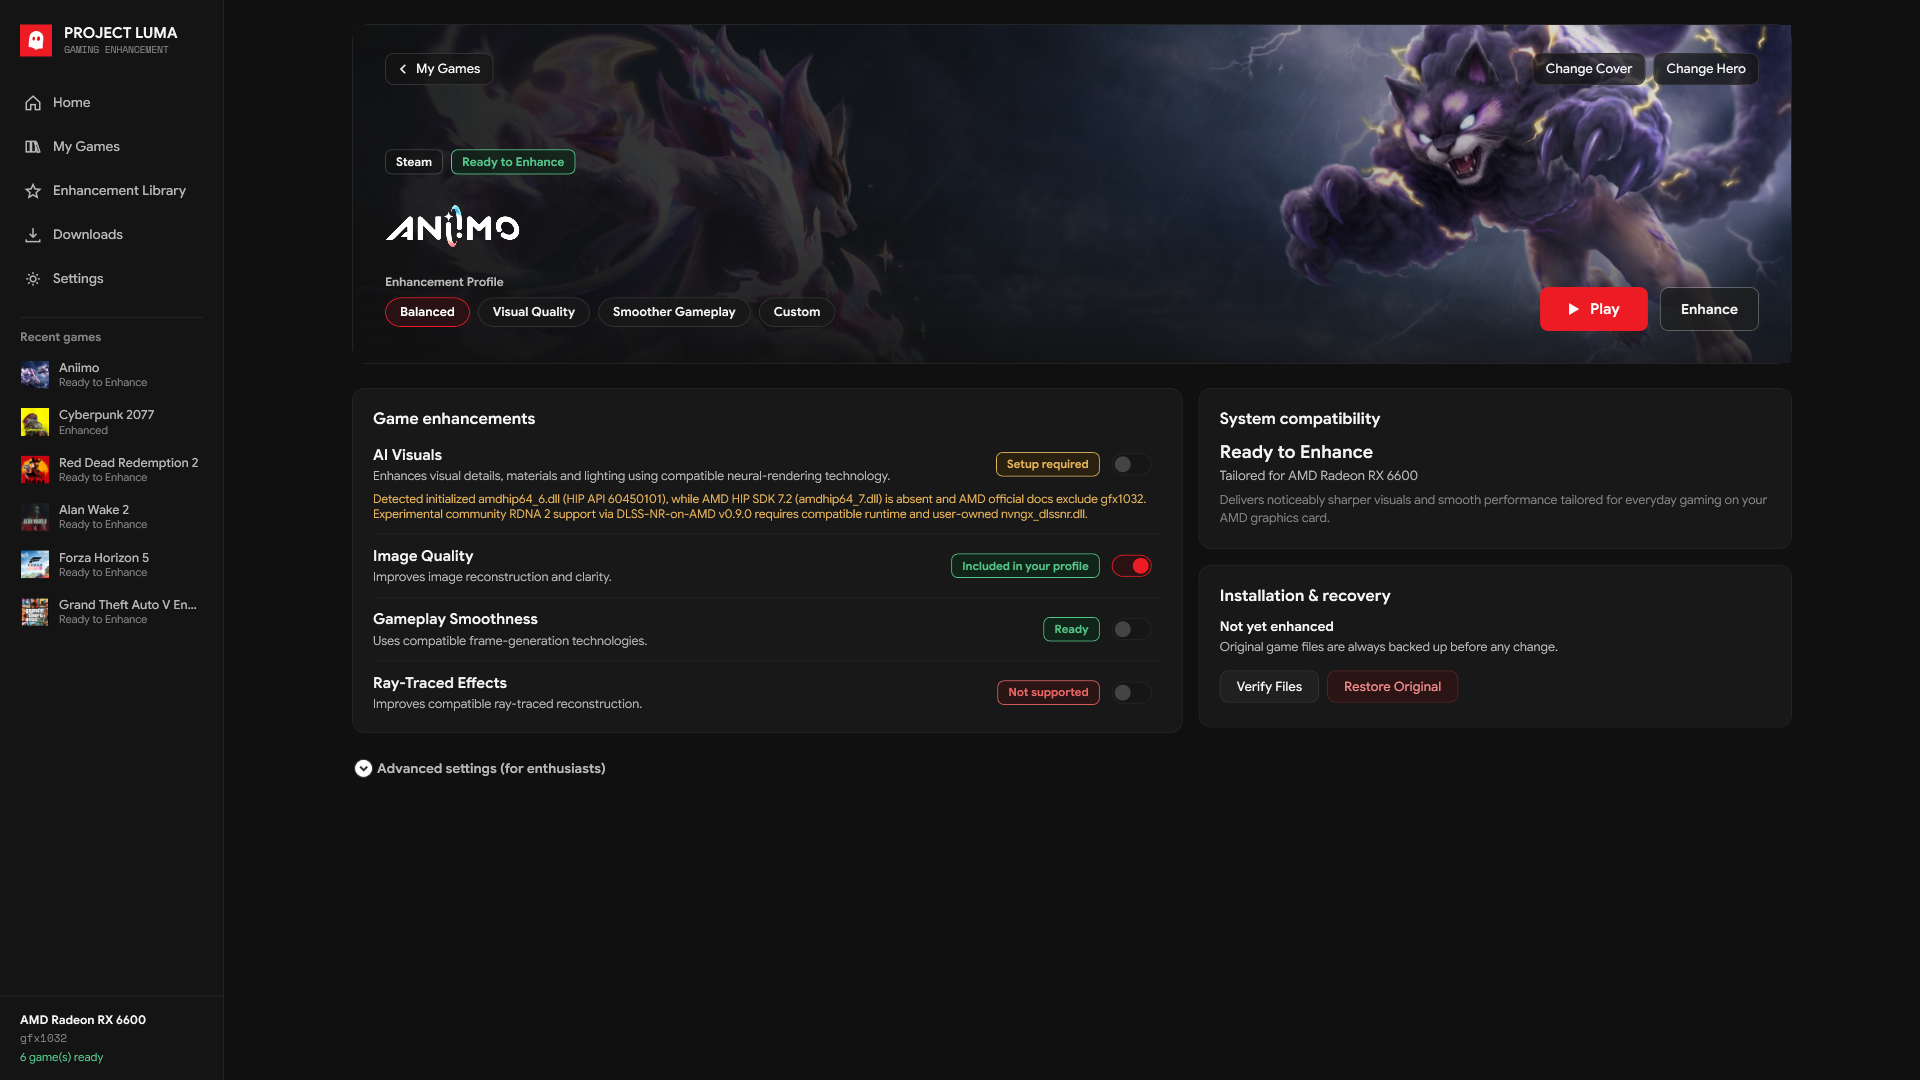 PROJECT LUMA
GAMING ENHANCEMENT
Home
My Games
Enhancement Library
Downloads
Settings
Recent games
Aniimo
Ready to Enhance
Cyberpunk 2077
Enhanced
Red Dead Redemption 2
Ready to Enhance
Alan Wake 2
Ready to Enhance
Forza Horizon 5
Ready to Enhance
Grand Theft Auto V En...
Ready to Enhance
AMD Radeon RX 6600
gfx1032
6 game(s) ready
My Games
Change Cover
Change Hero
Steam
Ready to Enhance
ANIIMO
Enhancement Profile
Balanced
Visual Quality
Smoother Gameplay
Custom
Play
Enhance
Game enhancements
AI Visuals
Enhances visual details, materials and lighting using compatible neural-rendering technology.
Setup required
Detected initialized amdhip64_6.dll (HIP API 60450101), while AMD HIP SDK 7.2 (amdhip64_7.dll) is absent and AMD official docs exclude gfx1032.
Experimental community RDNA 2 support via DLSS-NR-on-AMD v0.9.0 requires compatible runtime and user-owned nvngx_dlssnr.dll.
Image Quality
Improves image reconstruction and clarity.
Included in your profile
Gameplay Smoothness
Uses compatible frame-generation technologies.
Ready
Ray-Traced Effects
Improves compatible ray-traced reconstruction.
Not supported
Advanced settings (for enthusiasts)
System compatibility
Ready to Enhance
Tailored for AMD Radeon RX 6600
Delivers noticeably sharper visuals and smooth performance tailored for everyday gaming on your
AMD graphics card.
Installation & recovery
Not yet enhanced
Original game files are always backed up before any change.
Verify Files
Restore Original